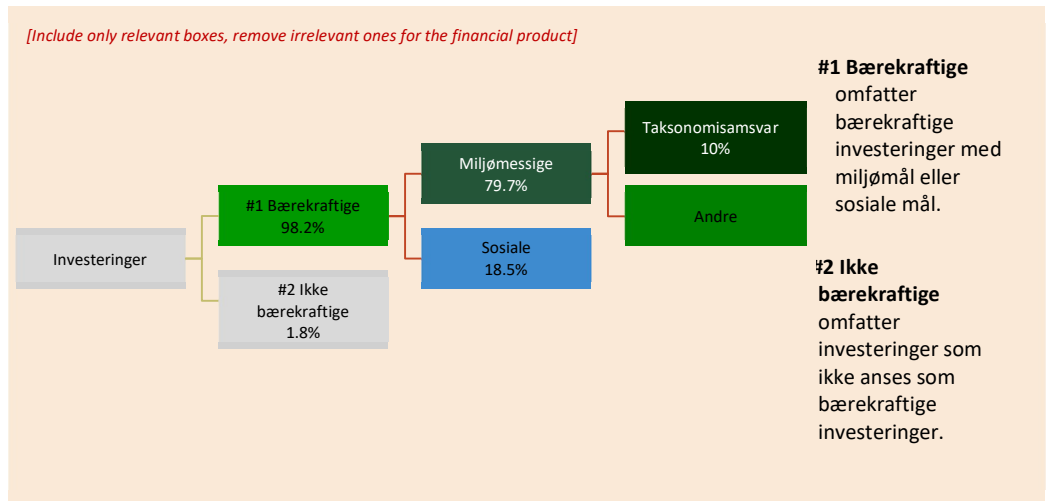 [Include only relevant boxes, remove irrelevant ones for the financial product]
Investeringer
#1 Bærekraftige
98.2%
#2 Ikke
bærekraftige
1.8%
Miljømessige
79.7%
Sosiale
18.5%
Taksonomisamsvar
10%
Andre
#1 Bærekraftige
omfatter
bærekraftige
investeringer med
miljømål eller
sosiale mål.
#2 Ikke
bærekraftige
omfatter
investeringer som
ikke anses som
bærekraftige
investeringer.